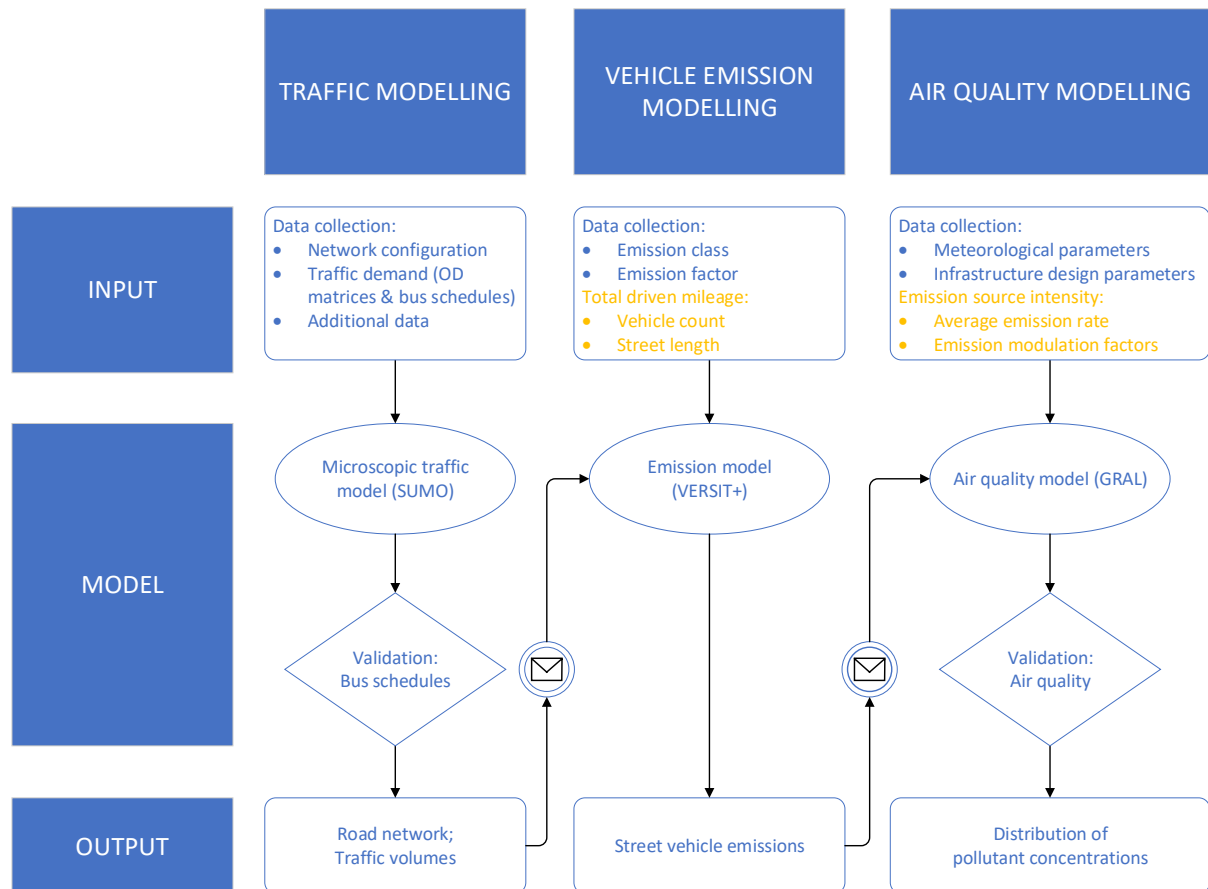 TRAFFIC MODELLING
VEHICLE EMISSION
MODELLING
AIR QUALITY MODELLING
INPUT
Data collection:
• Network configuration
• Traffic demand (OD
matrices & bus schedules)
• Additional data
Data collection:
• Emission class
• Emission factor
Total driven mileage:
• Vehicle count
• Street length
Data collection:
• Meteorological parameters
• Infrastructure design parameters
Emission source intensity:
• Average emission rate
• Emission modulation factors
MODEL
Microscopic traffic
model (SUMO)
Emission model
(VERSIT+)
Air quality model (GRAL)
Validation:
Bus schedules
Validation:
Air quality
OUTPUT
Road network;
Traffic volumes
Street vehicle emissions
Distribution of
pollutant concentrations